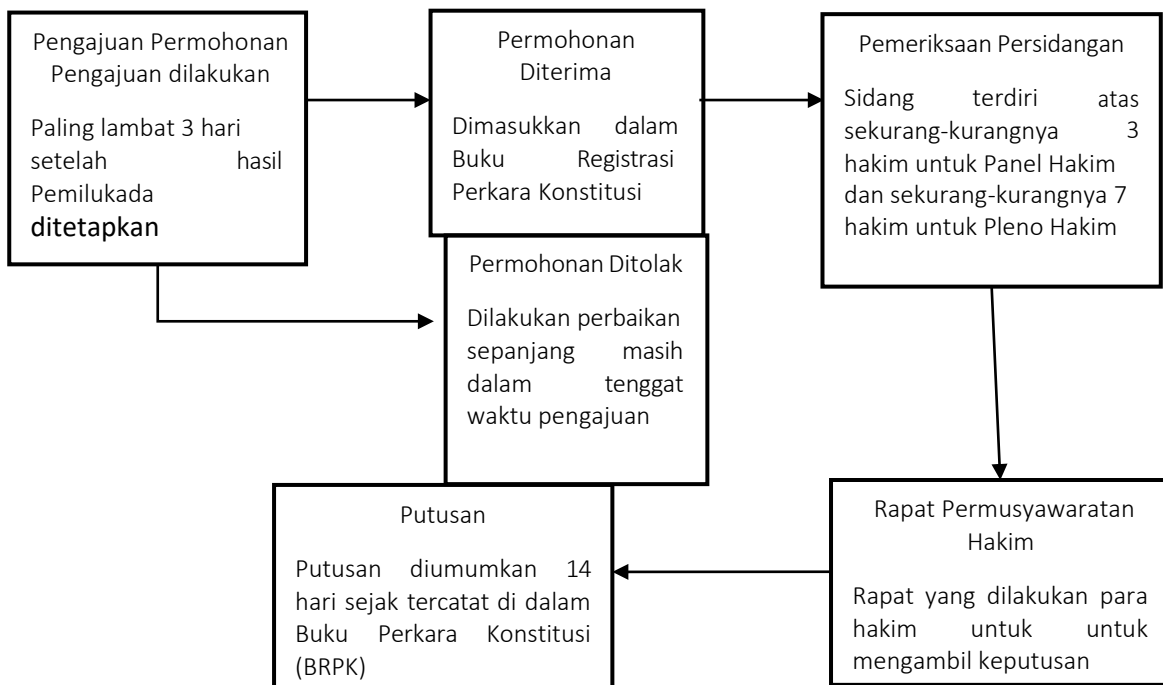 Pengajuan Permohonan
Pengajuan dilakukan
Paling lambat 3 hari
setelah hasil
Pemilukada
ditetapkan
Permohonan
Diterima
Dimasukkan dalam
Buku Registrasi
Perkara Konstitusi
Pemeriksaan Persidangan
Sidang terdiri atas
sekurang-kurangnya 3
hakim untuk Panel Hakim
dan sekurang-kurangnya 7
hakim untuk Pleno Hakim
Permohonan Ditolak
Dilakukan perbaikan
sepanjang masih
dalam tenggat
waktu pengajuan
Rapat Permusyawaratan
Hakim
Rapat yang dilakukan para
hakim untuk untuk
mengambil keputusan
Putusan
Putusan diumumkan 14
hari sejak tercatat di dalam
Buku Perkara Konstitusi
(BRPK)